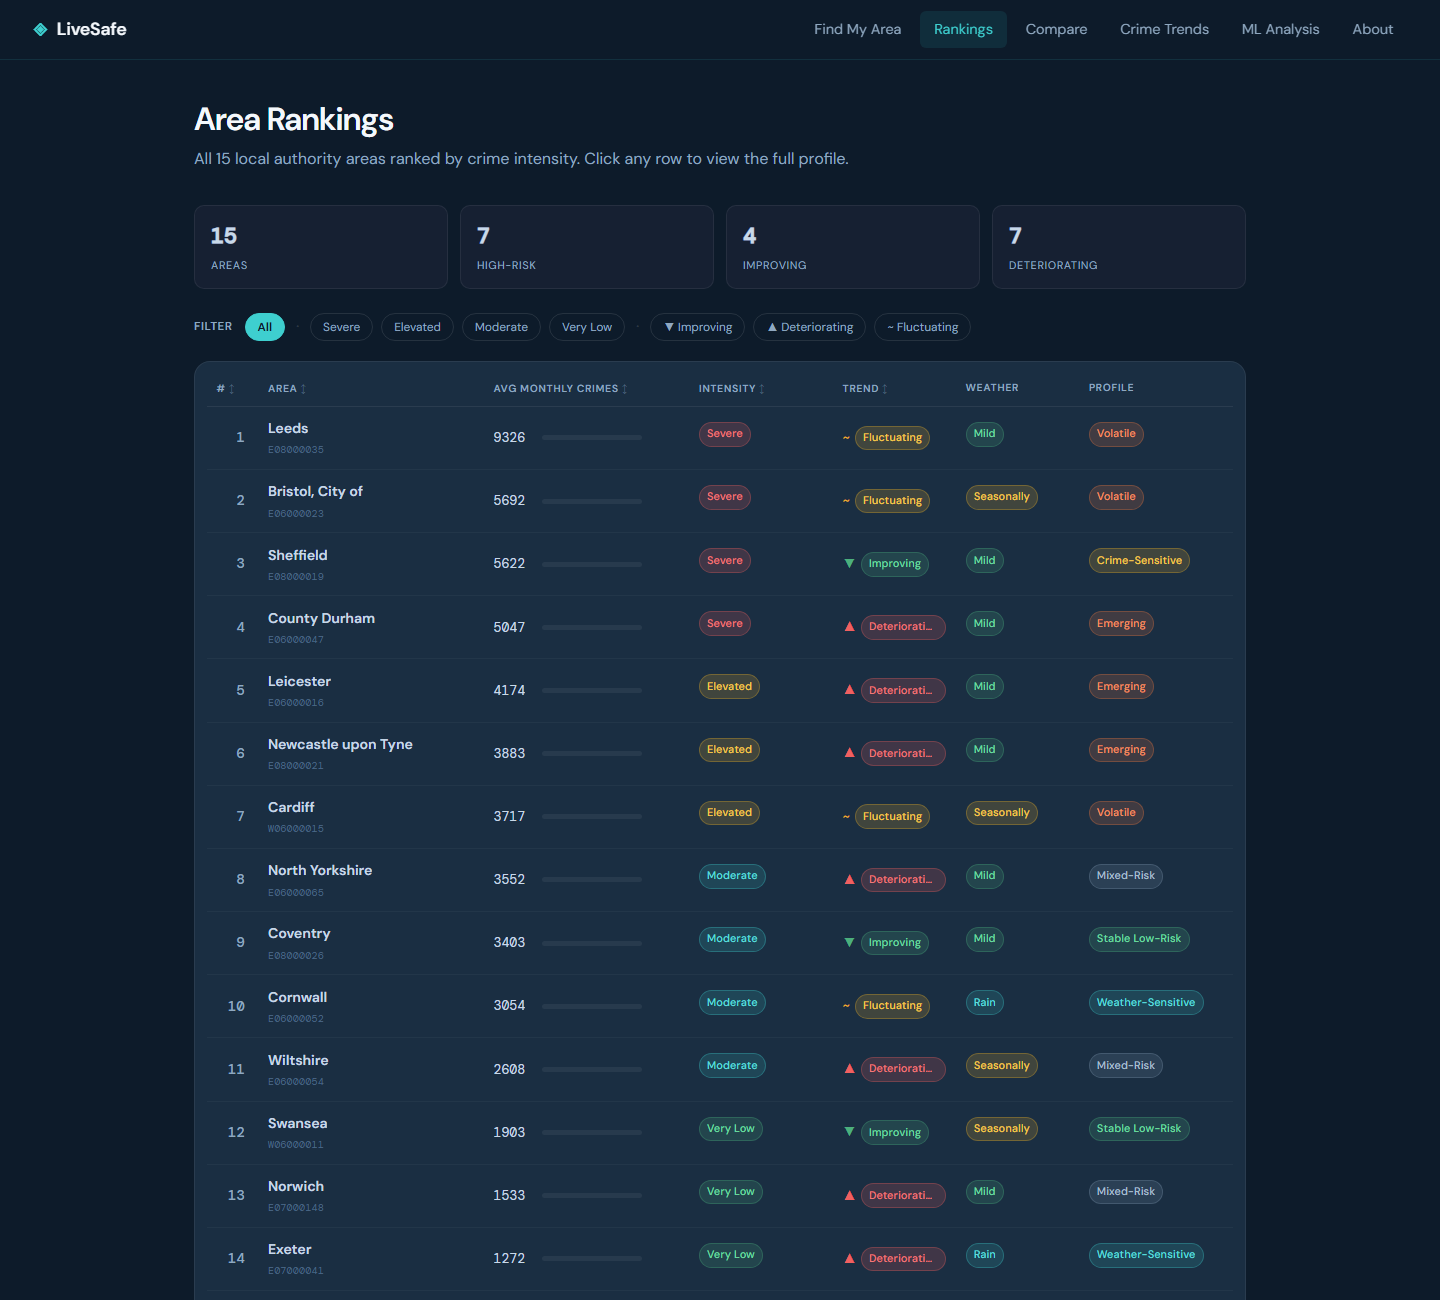 LiveSafe
Find My Area Rankings Compare Crime Trends ML Analysis About
Area Rankings
All 15 local authority areas ranked by crime intensity. Click any row to view the full profile.
15 7 4 7
AREAS HIGH-RISK IMPROVING DETERIORATING
FILTER All · Severe Elevated Moderate Very Low · ▼ Improving ▲ Deteriorating ~ Fluctuating
# ↕ AREA ↕ AVG MONTHLY CRIMES ↕ INTENSITY ↕ TREND ↕ WEATHER PROFILE
1 Leeds 9326 Severe ~ Fluctuating Mild Volatile
E08000035
2 Bristol, City of 5692 Severe ~ Fluctuating Seasonally Volatile
E06000023
3 Sheffield 5622 Severe ▼ Improving Mild Crime-Sensitive
E08000019
4 County Durham 5047 Severe ▲ Deteriorati... Mild Emerging
E06000047
5 Leicester 4174 Elevated ▲ Deteriorati... Mild Emerging
E06000016
6 Newcastle upon Tyne 3883 Elevated ▲ Deteriorati... Mild Emerging
E08000021
7 Cardiff 3717 Elevated ~ Fluctuating Seasonally Volatile
W06000015
8 North Yorkshire 3552 Moderate ▲ Deteriorati... Mild Mixed-Risk
E06000065
9 Coventry 3403 Moderate ▼ Improving Mild Stable Low-Risk
E08000026
10 Cornwall 3054 Moderate ~ Fluctuating Rain Weather-Sensitive
E06000052
11 Wiltshire 2608 Moderate ▲ Deteriorati... Seasonally Mixed-Risk
E06000054
12 Swansea 1903 Very Low ▼ Improving Seasonally Stable Low-Risk
W06000011
13 Norwich 1533 Very Low ▲ Deteriorati... Mild Mixed-Risk
E07000148
14 Exeter 1272 Very Low ▲ Deteriorati... Rain Weather-Sensitive
E07000041